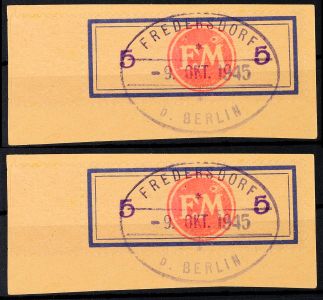 FREDERSDORF
5 FM 5
- 9. OKT. 1945
b. BERLIN
FREDERSDORF
5 FM 5
- 9. OKT. 1945
b. BERLIN